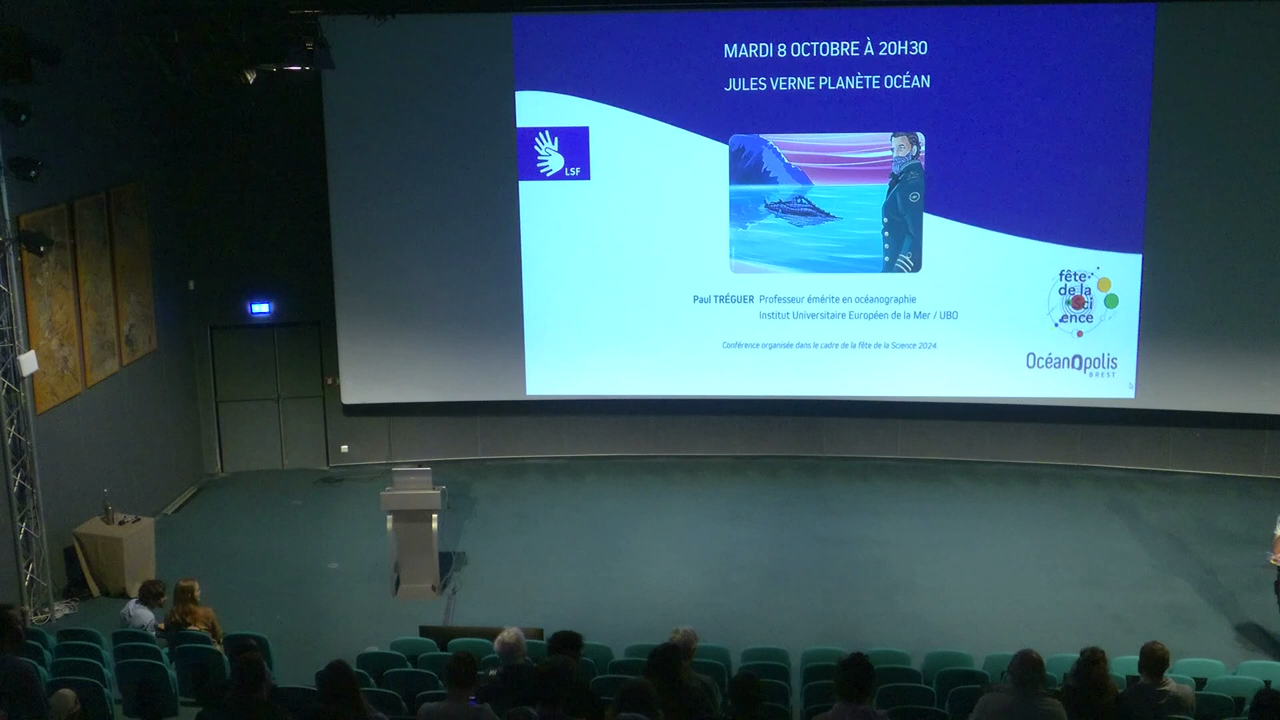 MARDI 8 OCTOBRE À 20H30
JULES VERNE PLANÈTE OCÉAN
LSF
Paul TRÉGUER Professeur émérite en océanographie
Institut Universitaire Européen de la Mer / UBO
Conférence organisée dans le cadre de la fête de la Science 2024
fête
de la
sci
ence
Océanopolis
BREST